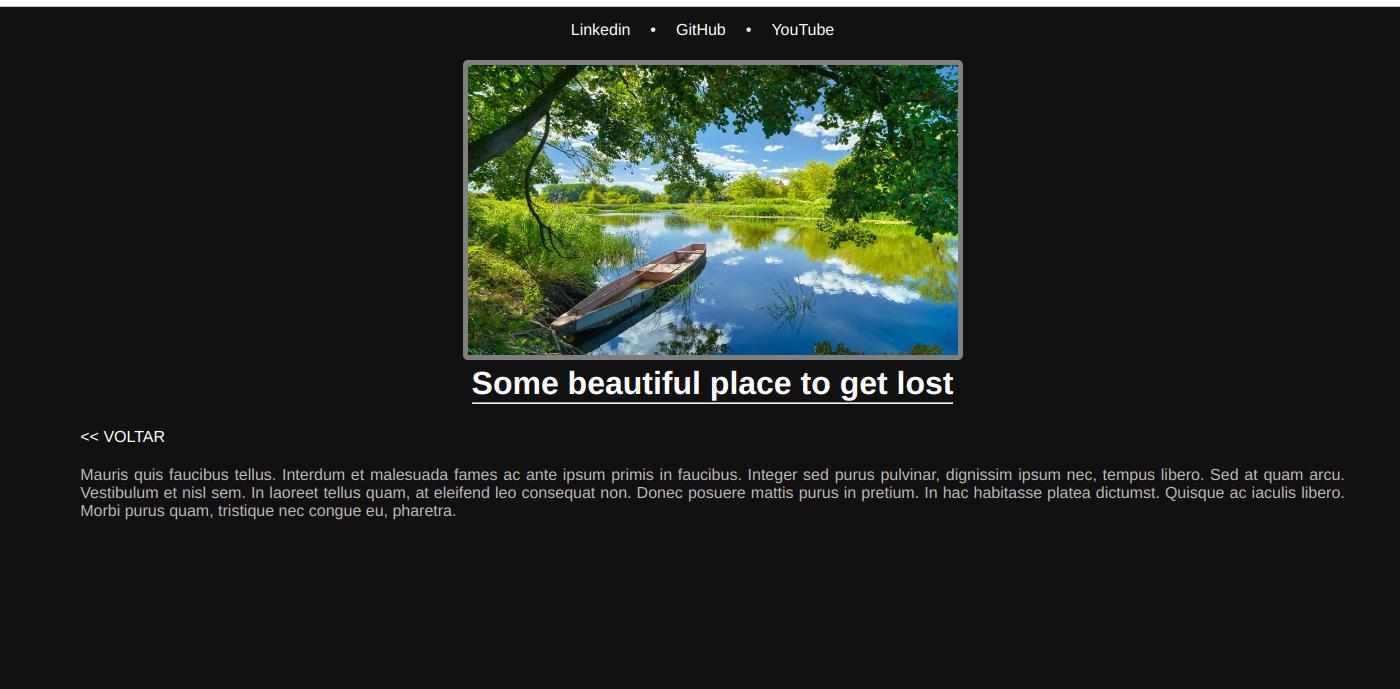 Linkedin • GitHub • YouTube
Some beautiful place to get lost
<< VOLTAR
Mauris quis faucibus tellus. Interdum et malesuada fames ac ante ipsum primis in faucibus. Integer sed purus pulvinar, dignissim ipsum nec, tempus libero. Sed at quam arcu.
Vestibulum et nisl sem. In laoreet tellus quam, at eleifend leo consequat non. Donec posuere mattis purus in pretium. In hac habitasse platea dictumst. Quisque ac iaculis libero.
Morbi purus quam, tristique nec congue eu, pharetra.